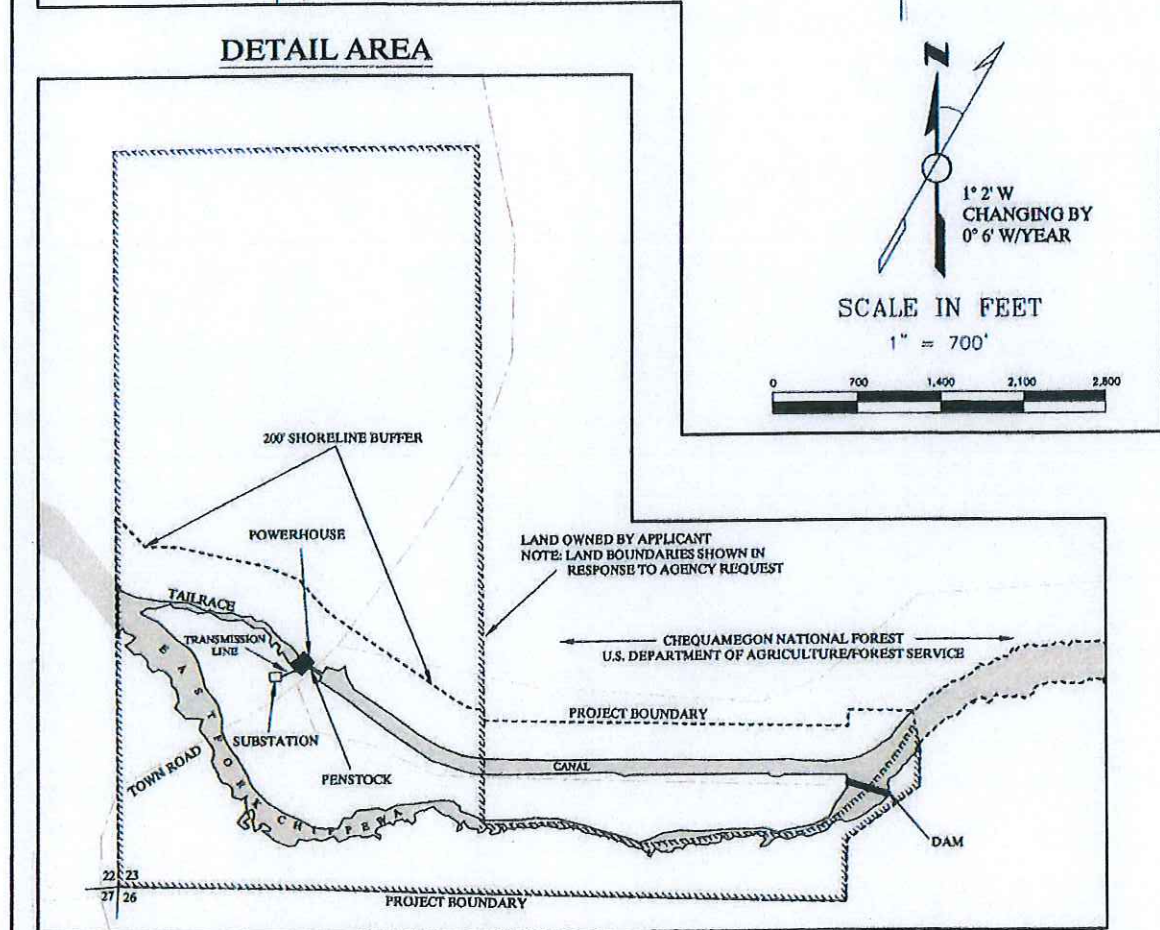 DETAIL AREA
N
1° 2' W
CHANGING BY
0° 6' W/YEAR
SCALE IN FEET
1" = 700'
0 700 1,400 2,100 2,800
200' SHORELINE BUFFER
POWERHOUSE
LAND OWNED BY APPLICANT
NOTE: LAND BOUNDARIES SHOWN IN
RESPONSE TO AGENCY REQUEST
TAILRACE
TRANSMISSION
LINE
CHEQUAMEGON NATIONAL FOREST
U.S. DEPARTMENT OF AGRICULTURE/FOREST SERVICE
PROJECT BOUNDARY
SUBSTATION
TOWN ROAD
PENSTOCK
CANAL
EAST FORK CHIPPEWA
DAM
22 23
27 26
PROJECT BOUNDARY